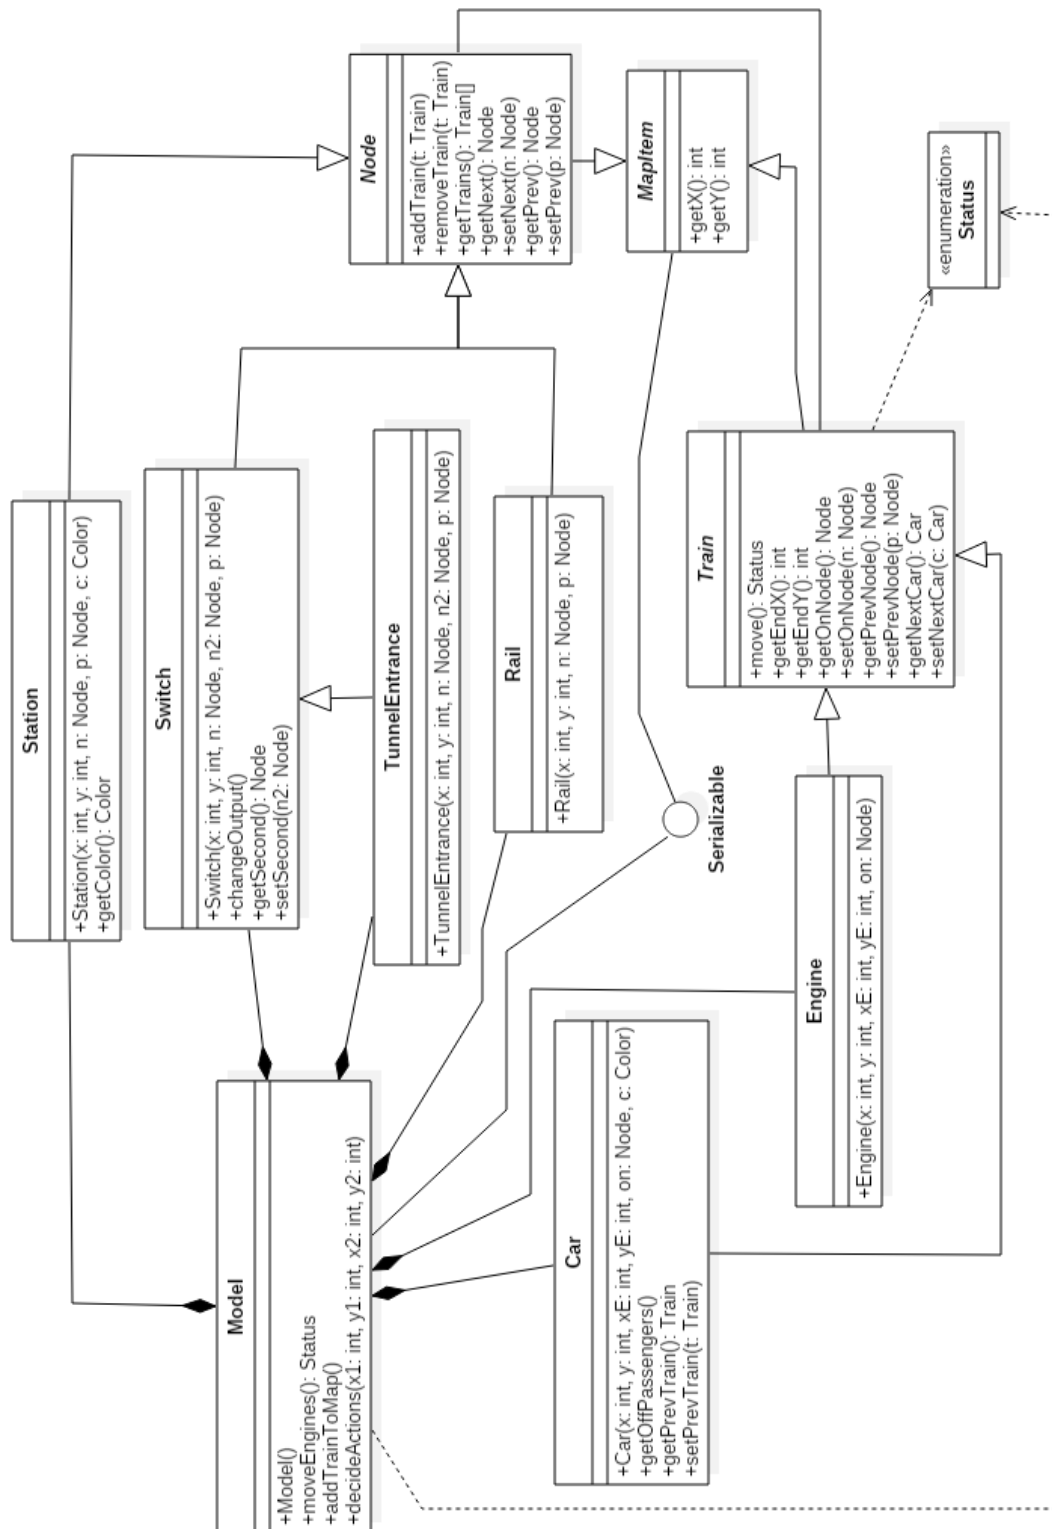 Node
+addTrain(t: Train)
+removeTrain(t: Train)
+getTrains(): Train[]
+getNext(): Node
+setNext(n: Node)
+getPrev(): Node
+setPrev(p: Node)
MapItem
+getX(): int
+getY(): int
«enumeration»
Status
Station
+Station(x: int, y: int, n: Node, p: Node, c: Color)
+getColor(): Color
Switch
+Switch(x: int, y: int, n: Node, n2: Node, p: Node)
+changeOutput()
+getSecond(): Node
+setSecond(n2: Node)
TunnelEntrance
+TunnelEntrance(x: int, y: int, n: Node, n2: Node, p: Node)
Rail
+Rail(x: int, y: int, n: Node, p: Node)
Train
+move(): Status
+getEndX(): int
+getEndY(): int
+getOnNode(): Node
+setOnNode(n: Node)
+getPrevNode(): Node
+setPrevNode(p: Node)
+getNextCar(): Car
+setNextCar(c: Car)
Serializable
Model
+Model()
+moveEngines(): Status
+addTrainToMap()
+decideActions(x1: int, y1: int, x2: int, y2: int)
Car
+Car(x: int, y: int, xE: int, yE: int, on: Node, c: Color)
+getOffPassengers()
+getPrevTrain(): Train
+setPrevTrain(t: Train)
Engine
+Engine(x: int, y: int, xE: int, yE: int, on: Node)